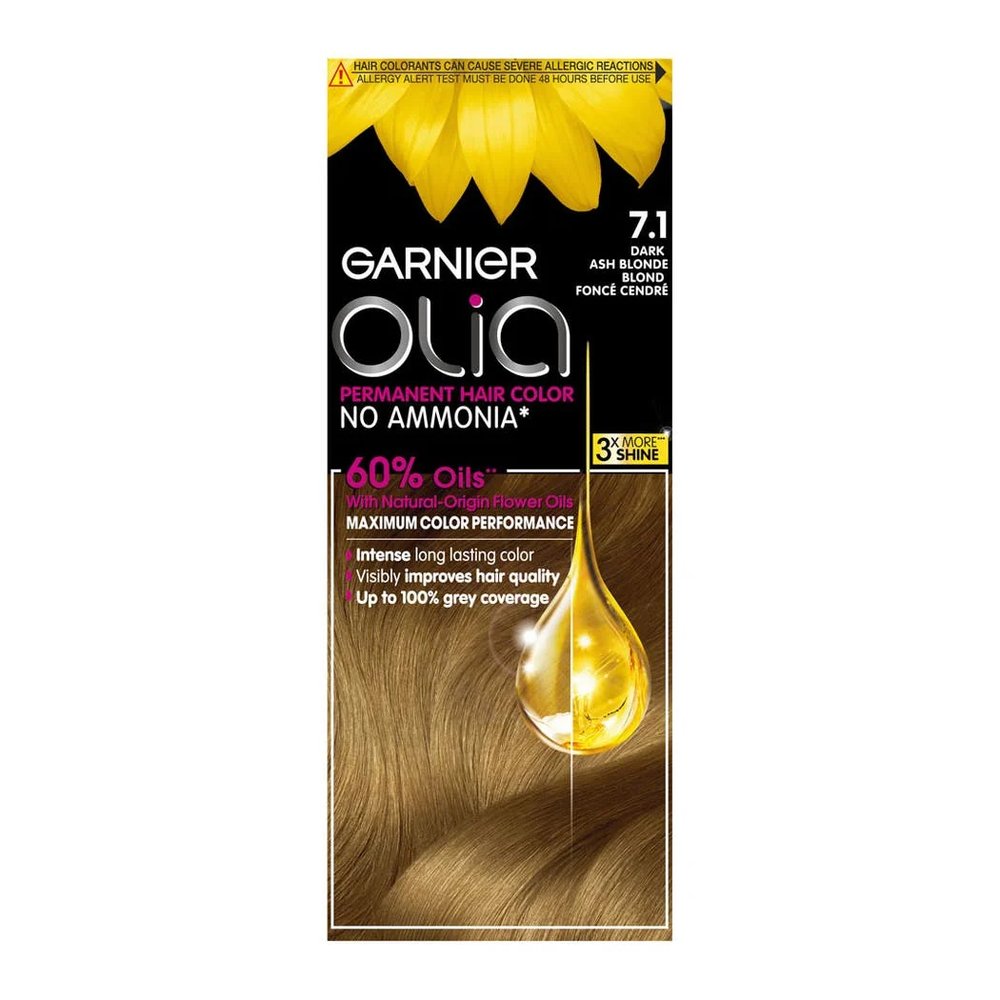 HAIR COLORANTS CAN CAUSE SEVERE ALLERGIC REACTIONS
ALLERGY ALERT TEST MUST BE DONE 48 HOURS BEFORE USE
7.1
DARK
ASH BLONDE
BLOND
FONCÉ CENDRÉ
GARNIER
OLIA
PERMANENT HAIR COLOR
NO AMMONIA*
3X MORE***
SHINE
60% Oils**
With Natural-Origin Flower Oils
MAXIMUM COLOR PERFORMANCE
Intense long lasting color
Visibly improves hair quality
Up to 100% grey coverage